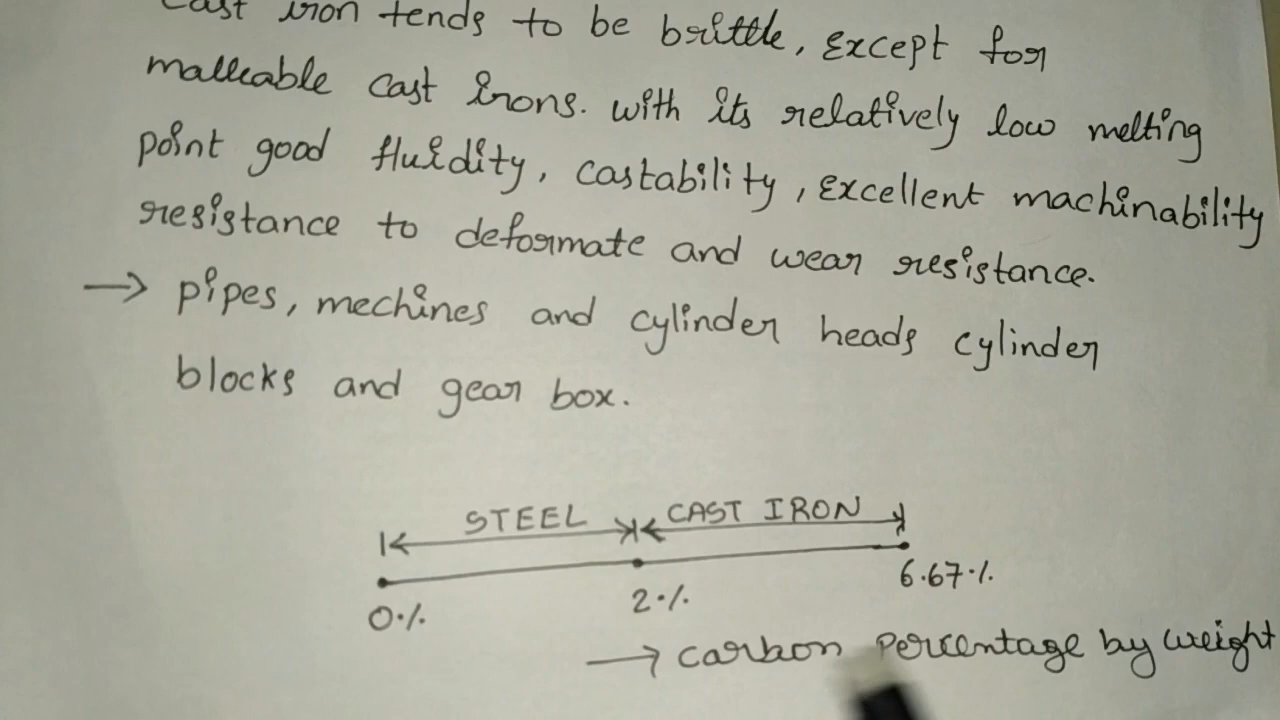 Cast iron tends to be brittle, Except for
malleable cast irons. with its relatively low melting
point good fluidity, castability, Excellent machinability
resistance to deformate and wear resistance.
→ pipes, mechines and cylinder heads cylinder
blocks and gear box.
STEEL CAST IRON
0% 2% 6.67%
→ carbon percentage by weight